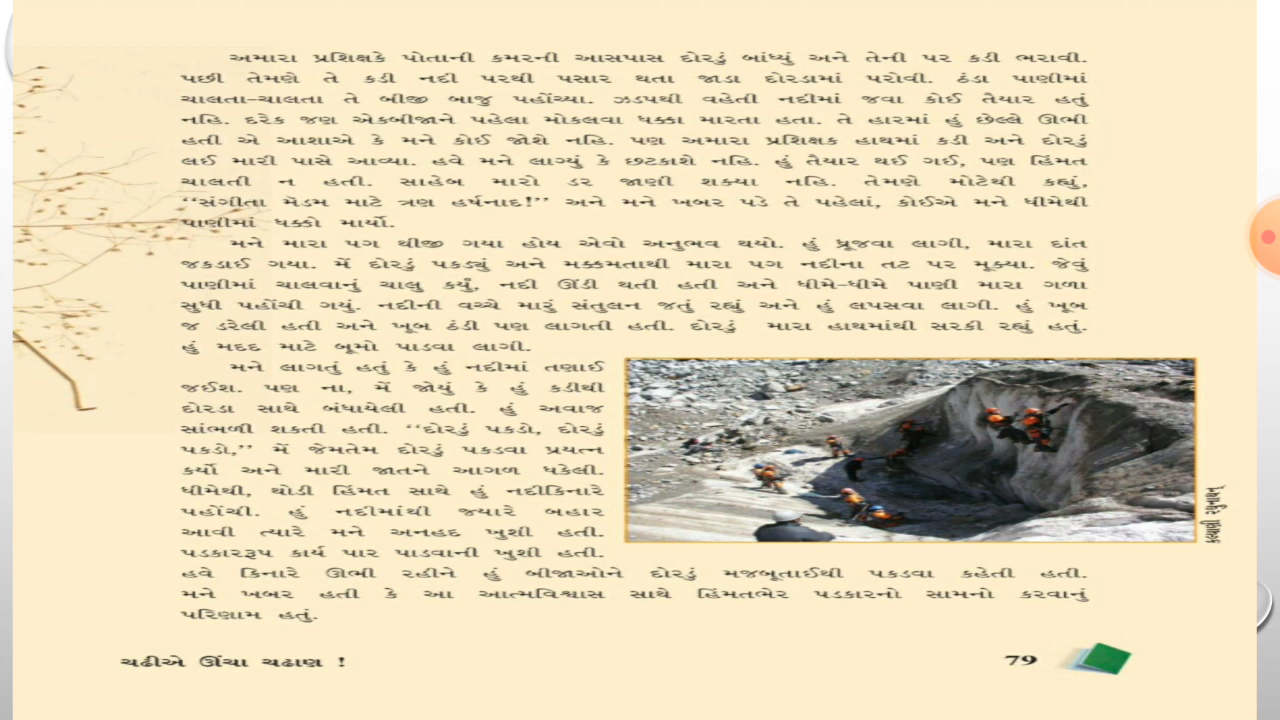 અમારા પ્રશિક્ષકે પોતાની કમરની આસપાસ દોરડું બાંધ્યું અને તેની પર કડી ભરાવી.
પછી તેમણે તે કડી નદી પરથી પસાર થતા જાડા દોરડામાં પરોવી. ઠંડા પાણીમાં
ચાલતા-ચાલતા તે બીજી બાજુ પહોંચ્યા. ઝડપથી વહેતી નદીમાં જવા કોઈ તૈયાર હતું
નહિ. દરેક જણ એકબીજાને પહેલા મોકલવા ધક્કા મારતા હતા. તે હારમાં હું છેલ્લે ઊભી
હતી એ આશાએ કે મને કોઈ જોશે નહિ. પણ અમારા પ્રશિક્ષક હાથમાં કડી અને દોરડું
લઈ મારી પાસે આવ્યા. હવે મને લાગ્યું કે છટકાશે નહિ. હું તૈયાર થઈ ગઈ, પણ હિંમત
ચાલતી ન હતી. સાહેબ મારો ડર જાણી શક્યા નહિ. તેમણે મોટેથી કહ્યું,
‘‘સંગીતા મૅડમ માટે ત્રણ હર્ષનાદ!’’ અને મને ખબર પડે તે પહેલાં, કોઈએ મને ધીમેથી
પાણીમાં ધક્કો માર્યો.
મને મારા પગ થીજી ગયા હોય એવો અનુભવ થયો. હું ધ્રૂજવા લાગી, મારા દાંત
જકડાઈ ગયા. મેં દોરડું પકડ્યું અને મક્કમતાથી મારા પગ નદીના તટ પર મૂક્યા. જેવું
પાણીમાં ચાલવાનું ચાલુ કર્યું, નદી ઊંડી થતી હતી અને ધીમે-ધીમે પાણી મારા ગળા
સુધી પહોંચી ગયું. નદીની વચ્ચે મારું સંતુલન જતું રહ્યું અને હું લપસવા લાગી. હું ખૂબ
જ ડરેલી હતી અને ખૂબ ઠંડી પણ લાગતી હતી. દોરડું મારા હાથમાંથી સરકી રહ્યું હતું.
હું મદદ માટે બૂમો પાડવા લાગી.
મને લાગતું હતું કે હું નદીમાં તણાઈ
જઈશ. પણ ના, મેં જોયું કે હું કડીથી
દોરડા સાથે બંધાયેલી હતી. હું અવાજ
સાંભળી શકતી હતી. ‘‘દોરડું પકડો, દોરડું
પકડો,’’ મેં જેમતેમ દોરડું પકડવા પ્રયત્ન
કર્યો અને મારી જાતને આગળ ધકેલી.
ધીમેથી, થોડી હિંમત સાથે હું નદીકિનારે
પહોંચી. હું નદીમાંથી જ્યારે બહાર
આવી ત્યારે મને અનહદ ખુશી હતી.
પડકારરૂપ કાર્ય પાર પાડવાની ખુશી હતી.
હવે કિનારે ઊભી રહીને હું બીજાઓને દોરડું મજબૂતાઈથી પકડવા કહેતી હતી.
મને ખબર હતી કે આ આત્મવિશ્વાસ સાથે હિંમતભેર પડકારનો સામનો કરવાનું
પરિણામ હતું.
ચઢીએ ઊંચા ચઢાણ !
79